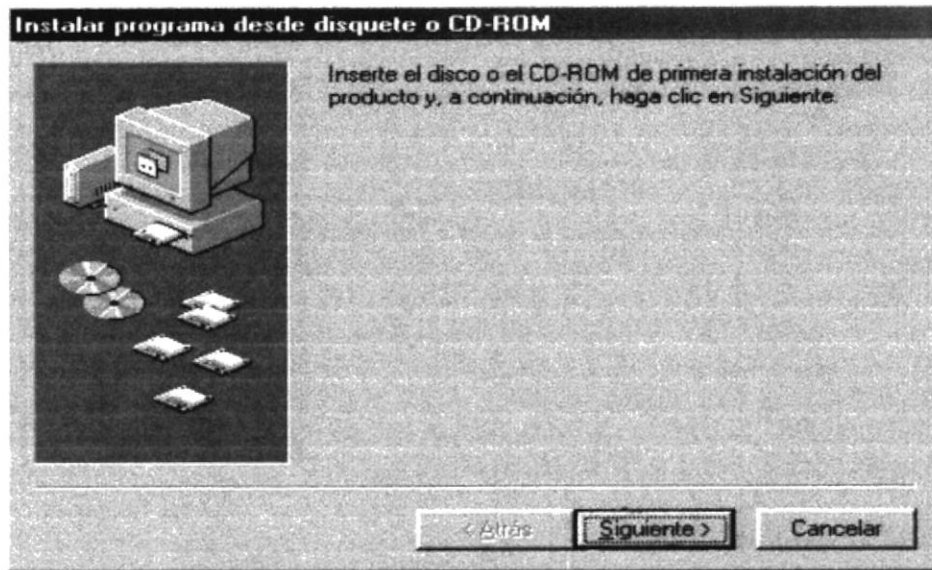 Instalar programa desde disquete o CD-ROM
Inserte el disco o el CD-ROM de primera instalación del
producto y, a continuación, haga clic en Siguiente.
< Atrás
Siguiente >
Cancelar